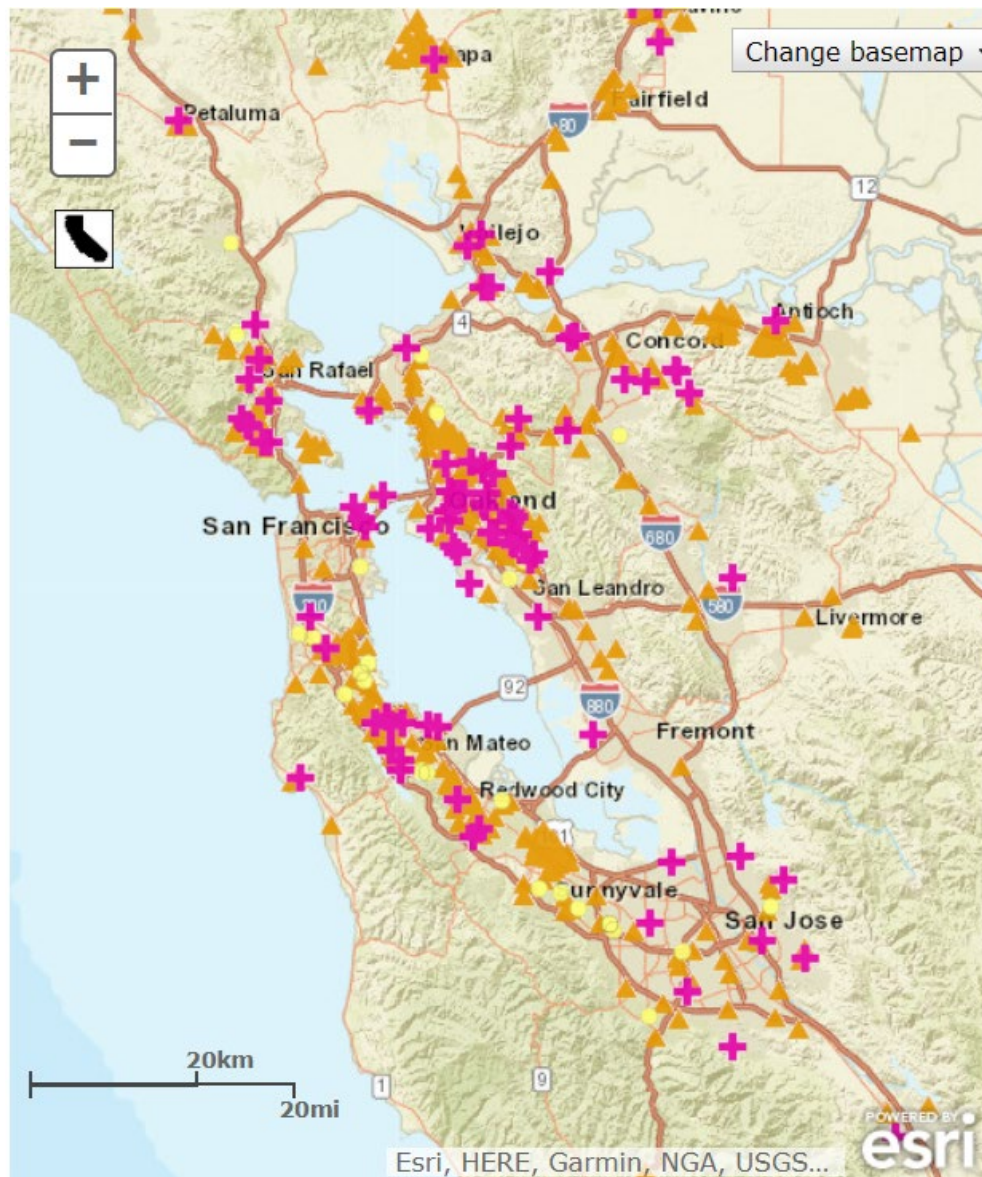 Change basemap
+
−
Petaluma
Fairfield
80
12
4
Antioch
Concord
San Rafael
Oakland
San Francisco
680
San Leandro
580
Livermore
92
880
Fremont
San Mateo
Redwood City
Sunnyvale
San Jose
20km
20mi
1
9
POWERED BY
esri
Esri, HERE, Garmin, NGA, USGS...